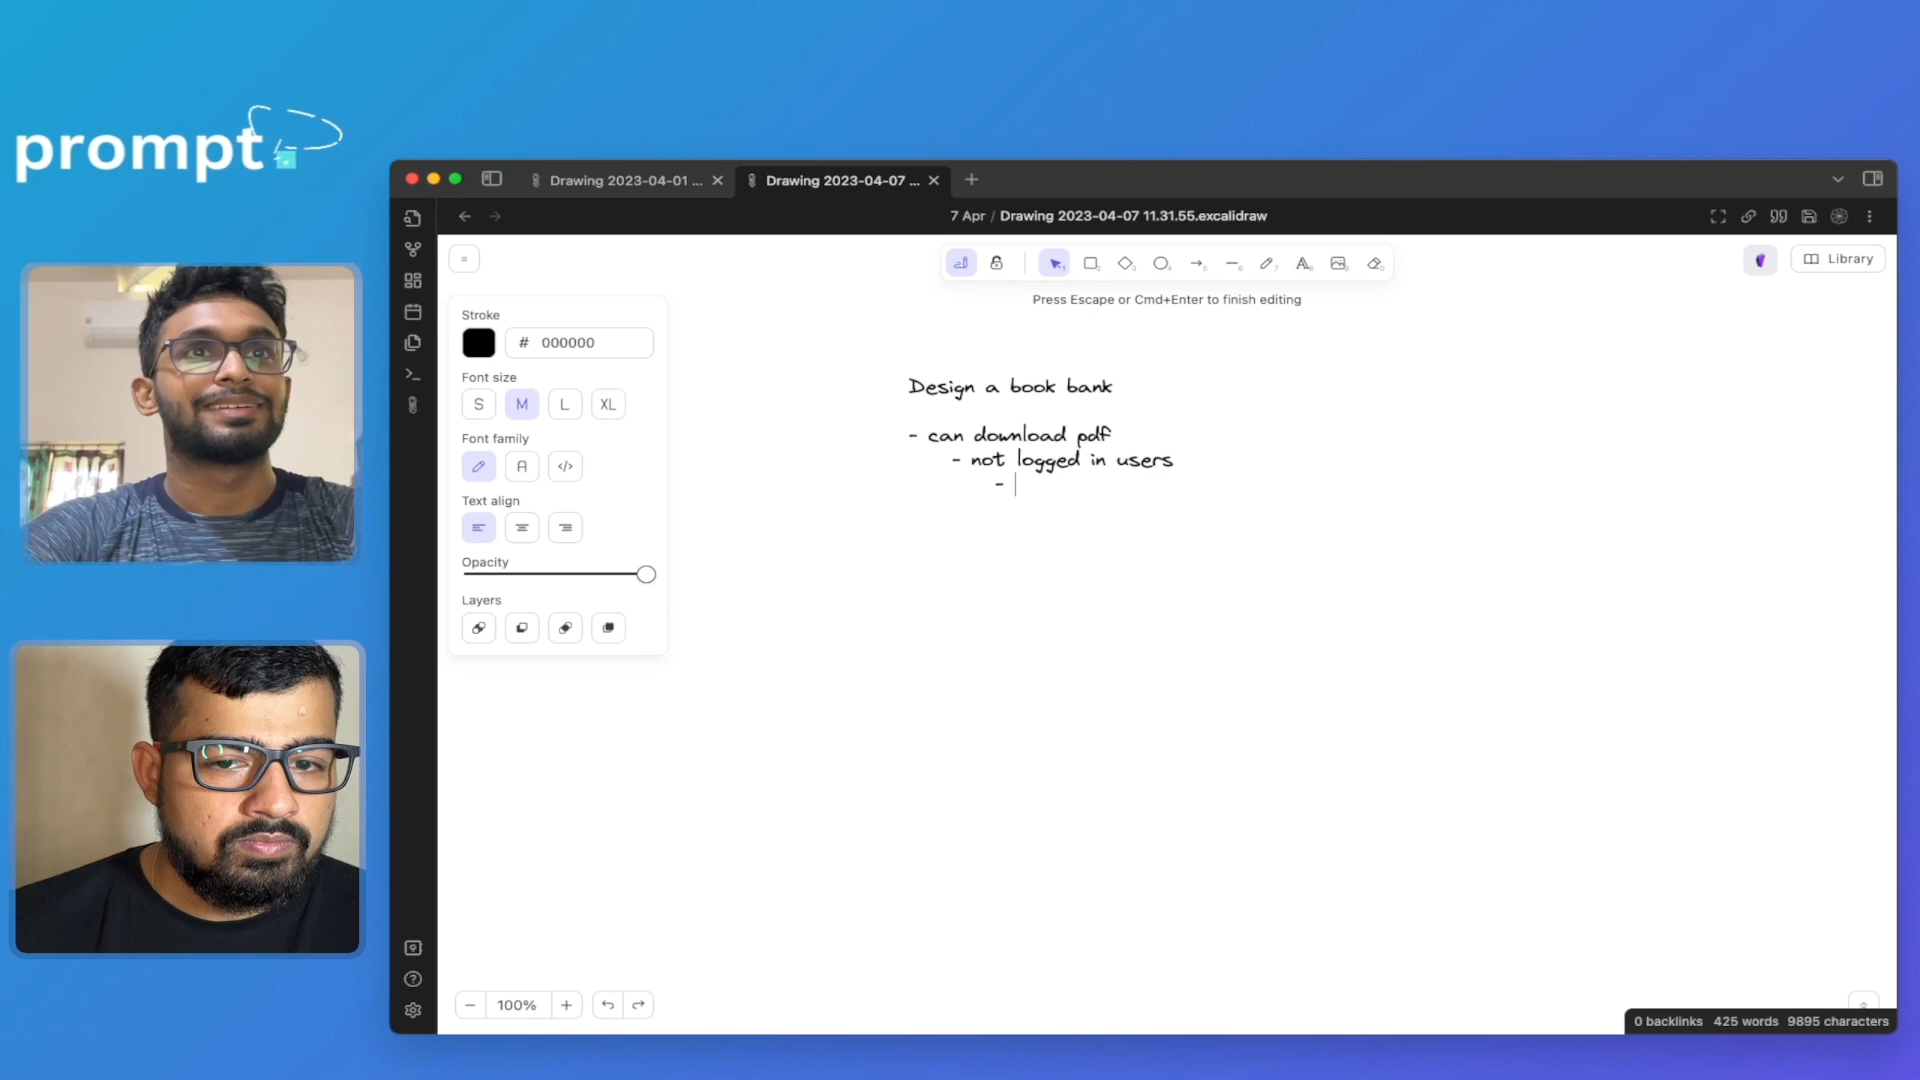 prompt
Drawing 2023-04-01 ...
Drawing 2023-04-07 ...
7 Apr / Drawing 2023-04-07 11.31.55.excalidraw
Library
Press Escape or Cmd+Enter to finish editing
Stroke
# 000000
Font size
S M L XL
Font family
A </>
Text align
Opacity
Layers
Design a book bank
- can download pdf
- not logged in users
-
100%
0 backlinks 425 words 9895 characters